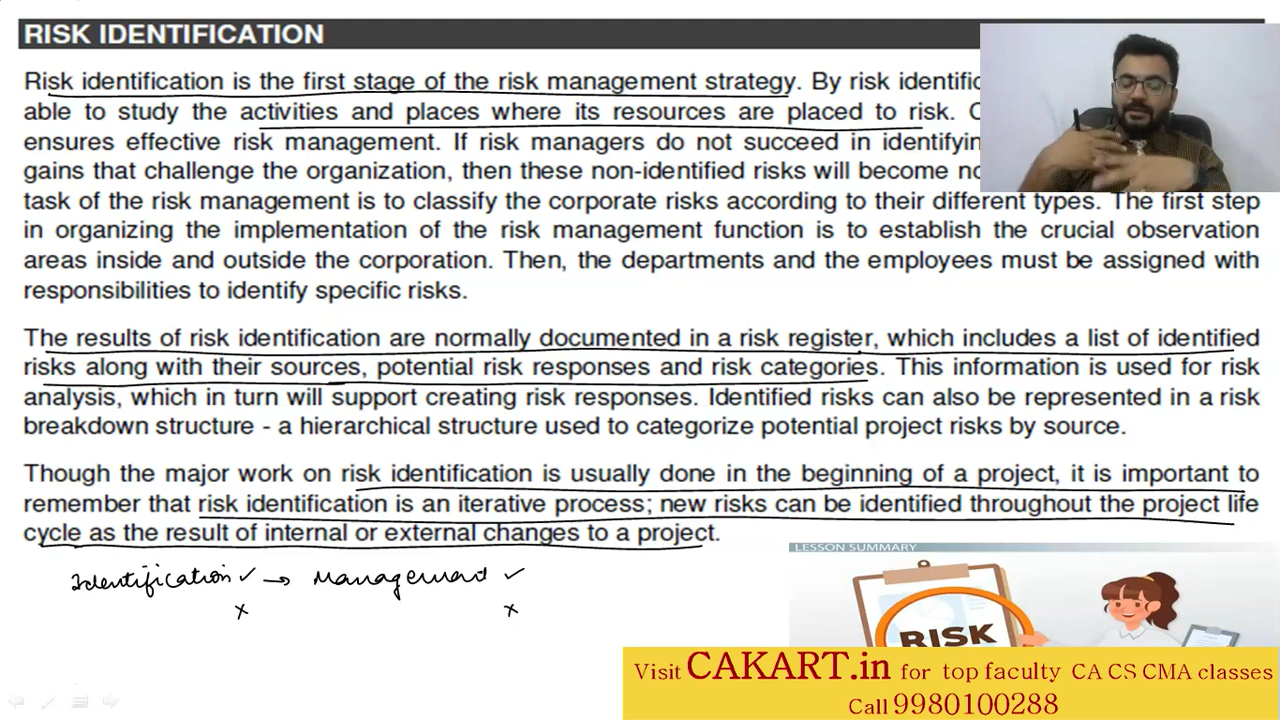 RISK IDENTIFICATION
Risk identification is the first stage of the risk management strategy. By risk identific
able to study the activities and places where its resources are placed to risk. C
ensures effective risk management. If risk managers do not succeed in identifyin
gains that challenge the organization, then these non-identified risks will become no
task of the risk management is to classify the corporate risks according to their different types. The first step
in organizing the implementation of the risk management function is to establish the crucial observation
areas inside and outside the corporation. Then, the departments and the employees must be assigned with
responsibilities to identify specific risks.
The results of risk identification are normally documented in a risk register, which includes a list of identified
risks along with their sources, potential risk responses and risk categories. This information is used for risk
analysis, which in turn will support creating risk responses. Identified risks can also be represented in a risk
breakdown structure - a hierarchical structure used to categorize potential project risks by source.
Though the major work on risk identification is usually done in the beginning of a project, it is important to
remember that risk identification is an iterative process; new risks can be identified throughout the project life
cycle as the result of internal or external changes to a project.
LESSON SUMMARY
Identification ✓ → Management ✓
x x
RISK
Visit CAKART.in for top faculty CA CS CMA classes
Call 9980100288